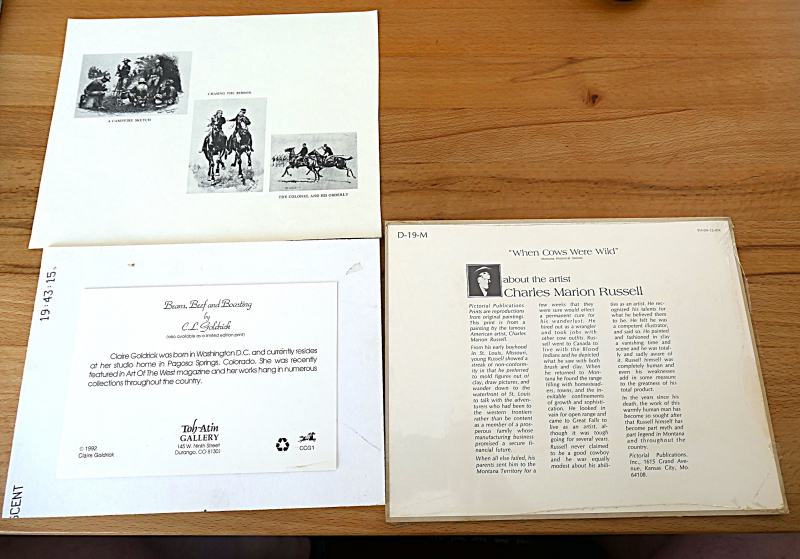 A CAMPFIRE SKETCH
THE COLONEL AND HIS ORDERLY
19:43:15
SCENT
Beans, Beef and Boasting
by
C.L. Goldrick
(also available as a limited edition print)
Claire Goldrick was born in Washington D.C. and currently resides
at her studio home in Pagosa Springs, Colorado. She was recently
featured in Art Of The West magazine and her works hang in numerous
collections throughout the country.
Toh-Atin
GALLERY
145 W. Ninth Street
Durango, CO 81301
© 1992
Claire Goldrick
CCG1
D-19-M
"When Cows Were Wild"
Montana Historical Society
about the artist
Charles Marion Russell
Pictorial Publications
Prints are reproductions
from original paintings.
This print is from a
painting by the famous
American artist, Charles
Marion Russell.
From his early boyhood
in St. Louis, Missouri,
young Russell showed a
streak of non-conform-
ity in that he preferred
to mold figures out of
clay, draw pictures, and
wander down to the
waterfront of St. Louis
to talk with the adven-
turers who had been to
the western frontiers
rather than be content
as a member of a pros-
perous family whose
manufacturing business
promised a secure fi-
nancial future.
When all else failed, his
parents sent him to the
Montana Territory for a
few weeks that they
were sure would effect
a permanent cure for
his wanderlust. He
hired out as a wrangler
and took jobs with
other cow outfits. Rus-
sell went to Canada to
live with the Blood
Indians and he depicted
what he saw with both
brush and clay. When
he returned to Mon-
tana he found the range
filling with homestead-
ers, towns, and the in-
evitable confinements
of growth and sophisti-
cation. He looked in
vain for open range and
came to Great Falls to
live as an artist, al-
though it was tough
going for several years.
Russell never claimed
to be a good cowboy
and he was equally
modest about his abili-
ties as an artist. He rec-
ognized his talents for
what he believed them
to be. He felt he was
a competent illustrator,
and said so. He painted
and fashioned in clay
a vanishing time and
scene and he was total-
ly and sadly aware of
it. Russell himself was
completely human and
even his weaknesses
add in some measure
to the greatness of his
total product.
In the years since his
death, the work of this
warmly human man has
become so sought after
that Russell himself has
become part myth and
part legend in Montana
and throughout the
country.
Pictorial Publications,
Inc., 1615 Grand Ave-
nue, Kansas City, Mo.
64108.